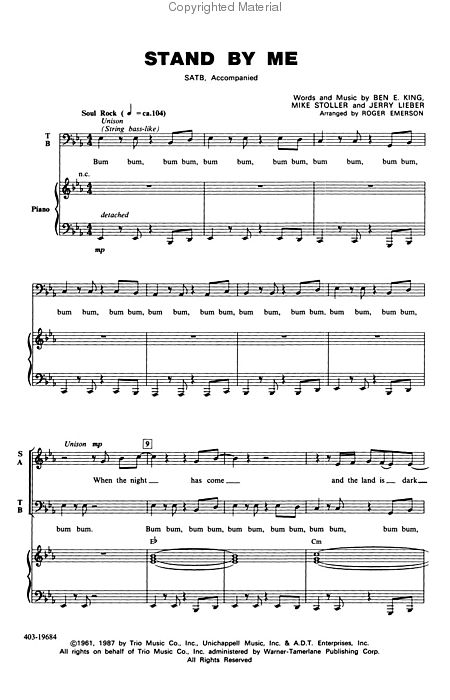 Copyrighted Material
STAND BY ME
SATB, Accompanied
Words and Music by BEN E. KING,
MIKE STOLLER and JERRY LIEBER
Arranged by ROGER EMERSON
Soul Rock ( ♩ =ca.104)
Unison
(String bass-like)
T
B
Bum bum, bum bum, bum bum, bum bum, bum bum, bum bum,
n.c.
Piano
detached
mp
bum bum, bum bum, bum bum, bum bum, bum bum, bum bum, bum bum,
Unison mp
9
S
A
When the night has come and the land is dark
T
B
bum bum. Bum bum, bum bum, bum bum, bum bum,
E♭ Cm
403-19684
©1961, 1987 by Trio Music Co., Inc., Unichappell Music, Inc. & A.D.T. Enterprises, Inc.
All rights on behalf of Trio Music Co., Inc. administered by Warner-Tamerlane Publishing Corp.
All Rights Reserved